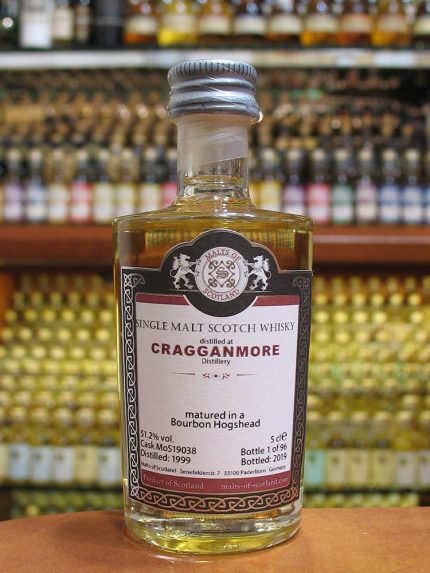 MALTS OF
SCOTLAND
SINGLE MALT SCOTCH WHISKY
distilled at
CRAGGANMORE
Distillery
matured in a
Bourbon Hogshead
51.2% vol. 5 cl℮
Cask MoS19038 Bottle 1 of 96
Distilled: 1999 Bottled: 2019
Malts of Scotland · Senefelderstr. 7 · 33100 Paderborn · Germany
Product of Scotland malts-of-scotland.com